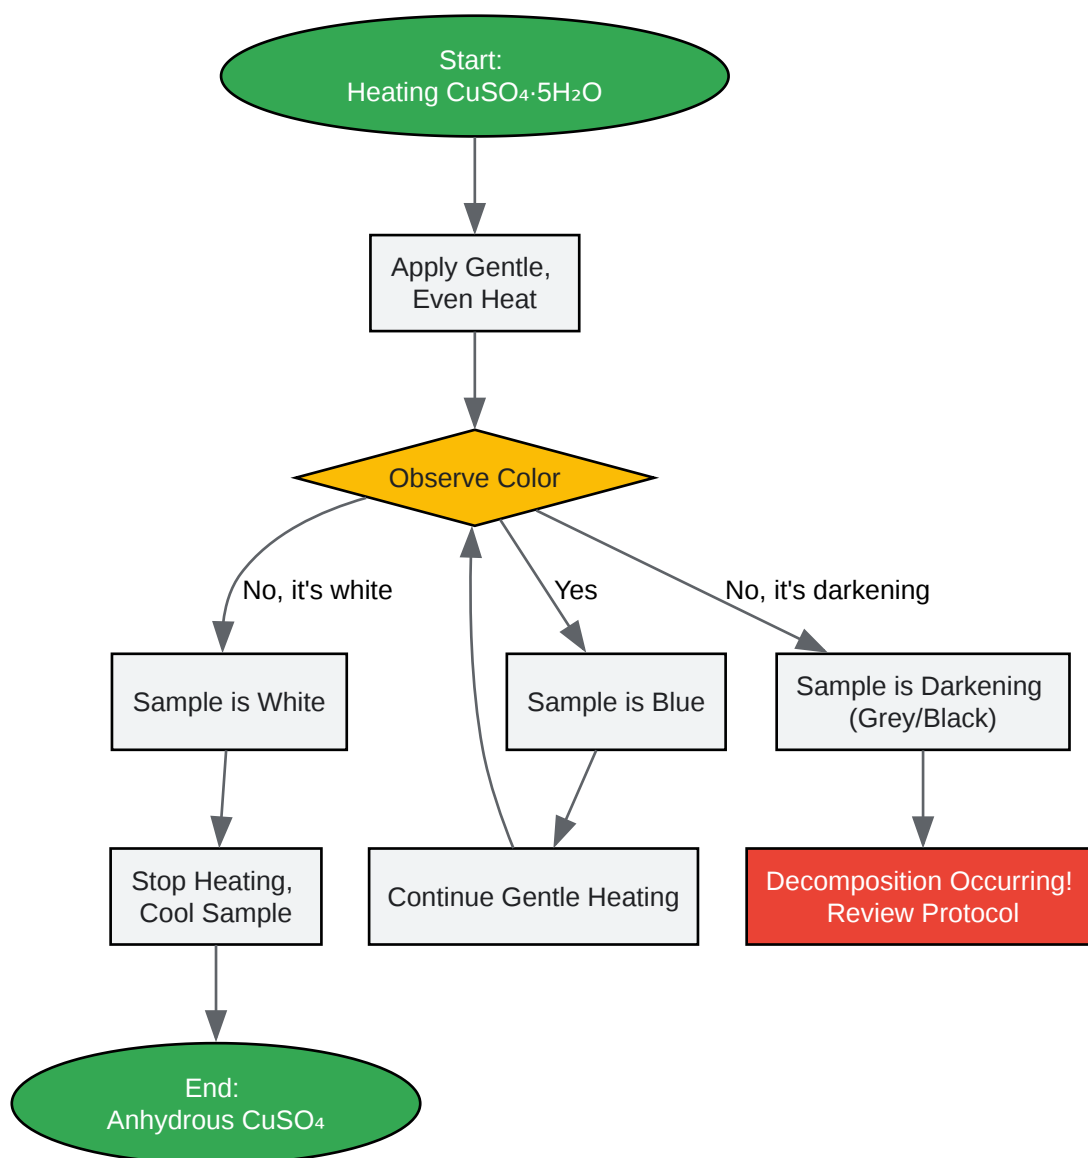 Start:
Heating CuSO₄·5H₂O
Apply Gentle,
Even Heat
Observe Color
No, it's white
Yes
No, it's darkening
Sample is White
Sample is Blue
Sample is Darkening
(Grey/Black)
Stop Heating,
Cool Sample
Continue Gentle Heating
Decomposition Occurring!
Review Protocol
End:
Anhydrous CuSO₄